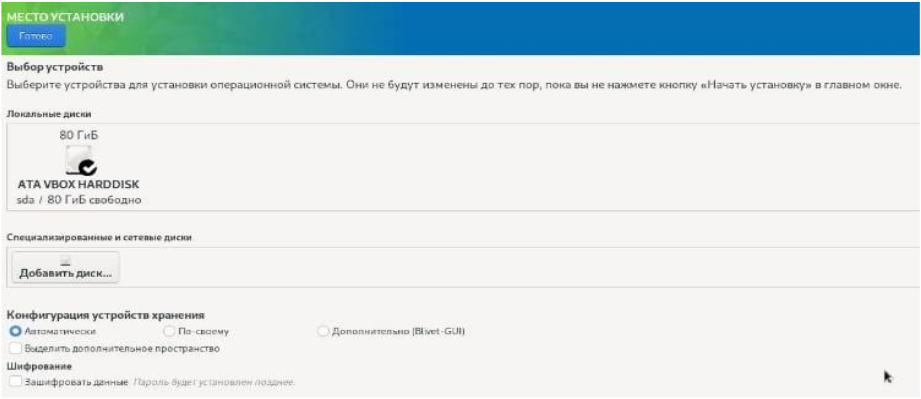 МЕСТО УСТАНОВКИ
Готово
Выбор устройств
Выберите устройства для установки операционной системы. Они не будут изменены до тех пор, пока вы не нажмете кнопку «Начать установку» в главном окне.
Локальные диски
80 ГиБ
ATA VBOX HARDDISK
sda / 80 ГиБ свободно
Специализированные и сетевые диски
Добавить диск...
Конфигурация устройств хранения
Автоматически По-своему Дополнительно (Blivet-GUI)
Выделить дополнительное пространство
Шифрование
Зашифровать данные Пароль будет установлен позднее.